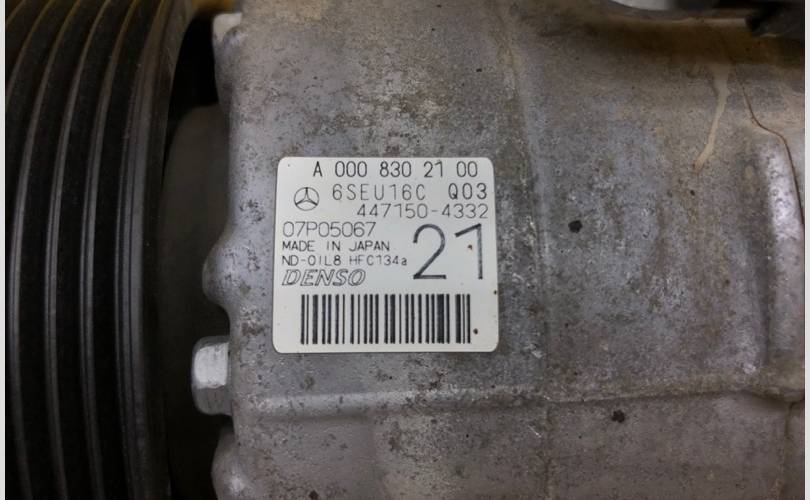 A 000 830 21 00
6SEU16C Q03
447150-4332
07P05067
MADE IN JAPAN
ND-OIL8 HFC134a
21
DENSO